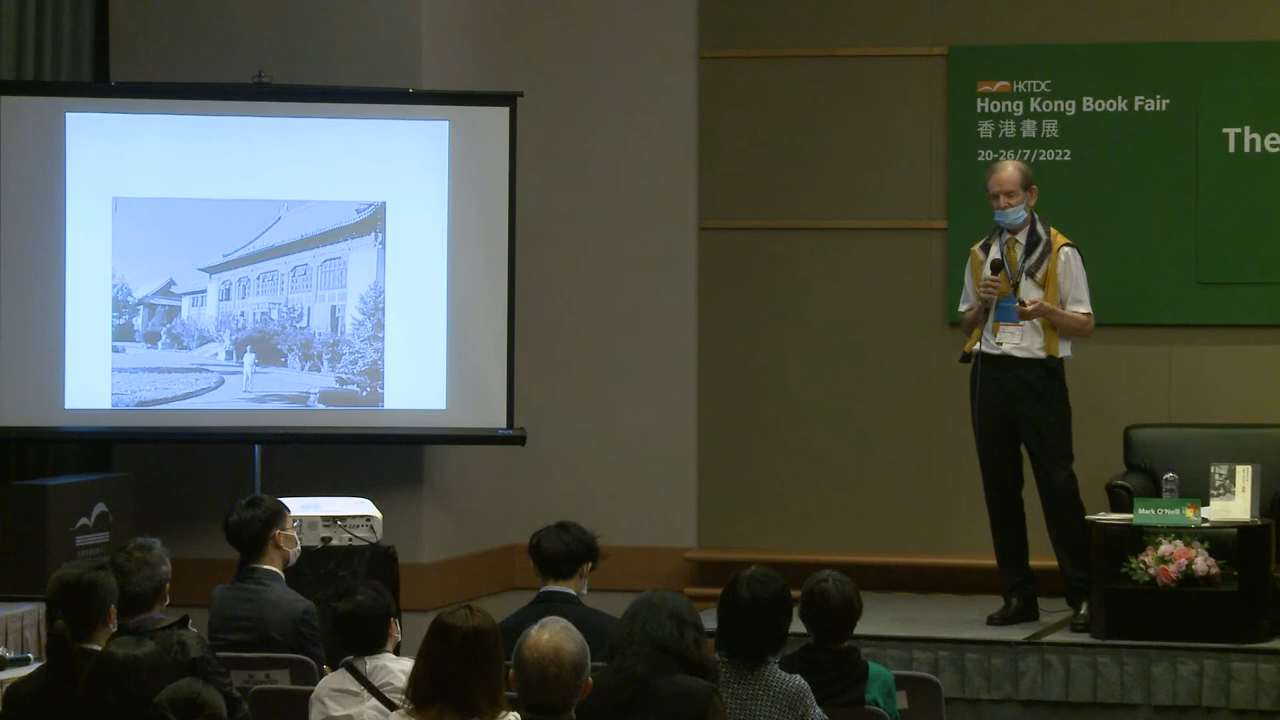 HKTDC
Hong Kong Book Fair
香港書展
20-26/7/2022
The
Mark O'Neill